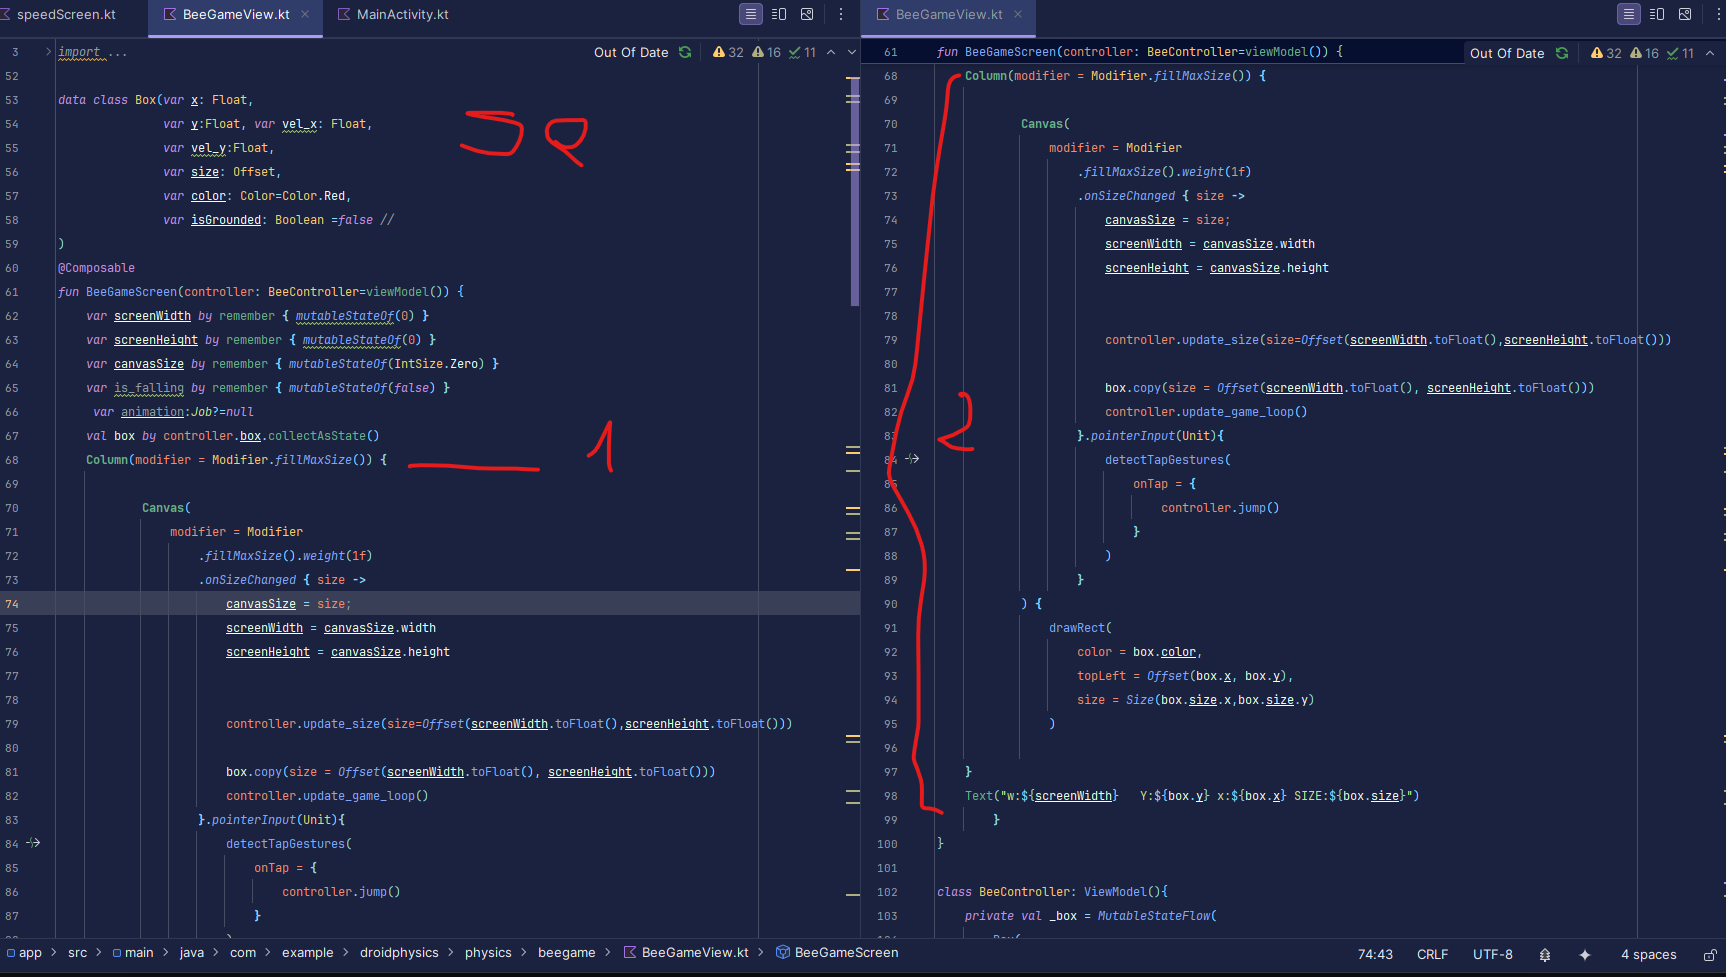 speedScreen.kt BeeGameView.kt MainActivity.kt
3 import ... Out Of Date 32 16 11
52
53 data class Box(var x: Float,
54 var y:Float, var vel_x: Float,
55 var vel_y:Float,
56 var size: Offset,
57 var color: Color=Color.Red,
58 var isGrounded: Boolean =false //
59 )
60 @Composable
61 fun BeeGameScreen(controller: BeeController=viewModel()) {
62 var screenWidth by remember { mutableStateOf(0) }
63 var screenHeight by remember { mutableStateOf(0) }
64 var canvasSize by remember { mutableStateOf(IntSize.Zero) }
65 var is_falling by remember { mutableStateOf(false) }
66 var animation:Job?=null
67 val box by controller.box.collectAsState()
68 Column(modifier = Modifier.fillMaxSize()) {
1
69
70 Canvas(
71 modifier = Modifier
72 .fillMaxSize().weight(1f)
73 .onSizeChanged { size ->
74 canvasSize = size;
75 screenWidth = canvasSize.width
76 screenHeight = canvasSize.height
77
78
79 controller.update_size(size=Offset(screenWidth.toFloat(),screenHeight.toFloat()))
80
81 box.copy(size = Offset(screenWidth.toFloat(), screenHeight.toFloat()))
82 controller.update_game_loop()
83 }.pointerInput(Unit){
84 detectTapGestures(
85 onTap = {
86 controller.jump()
87 }
BeeGameView.kt
61 fun BeeGameScreen(controller: BeeController=viewModel()) { Out Of Date 32 16 11
68 Column(modifier = Modifier.fillMaxSize()) {
69
70 Canvas(
71 modifier = Modifier
72 .fillMaxSize().weight(1f)
73 .onSizeChanged { size ->
74 canvasSize = size;
75 screenWidth = canvasSize.width
76 screenHeight = canvasSize.height
77
78
79 controller.update_size(size=Offset(screenWidth.toFloat(),screenHeight.toFloat()))
80
81 box.copy(size = Offset(screenWidth.toFloat(), screenHeight.toFloat()))
82 controller.update_game_loop()
2
83 }.pointerInput(Unit){
84 detectTapGestures(
85 onTap = {
86 controller.jump()
87 }
88 )
89 }
90 ) {
91 drawRect(
92 color = box.color,
93 topLeft = Offset(box.x, box.y),
94 size = Size(box.size.x,box.size.y)
95 )
96
97 }
98 Text("w:${screenWidth}   Y:${box.y} x:${box.x} SIZE:${box.size}")
99 }
100 }
101
102 class BeeController: ViewModel(){
103 private val _box = MutableStateFlow(
app > src > main > java > com > example > droidphysics > physics > beegame > BeeGameView.kt > BeeGameScreen 74:43 CRLF UTF-8 4 spaces